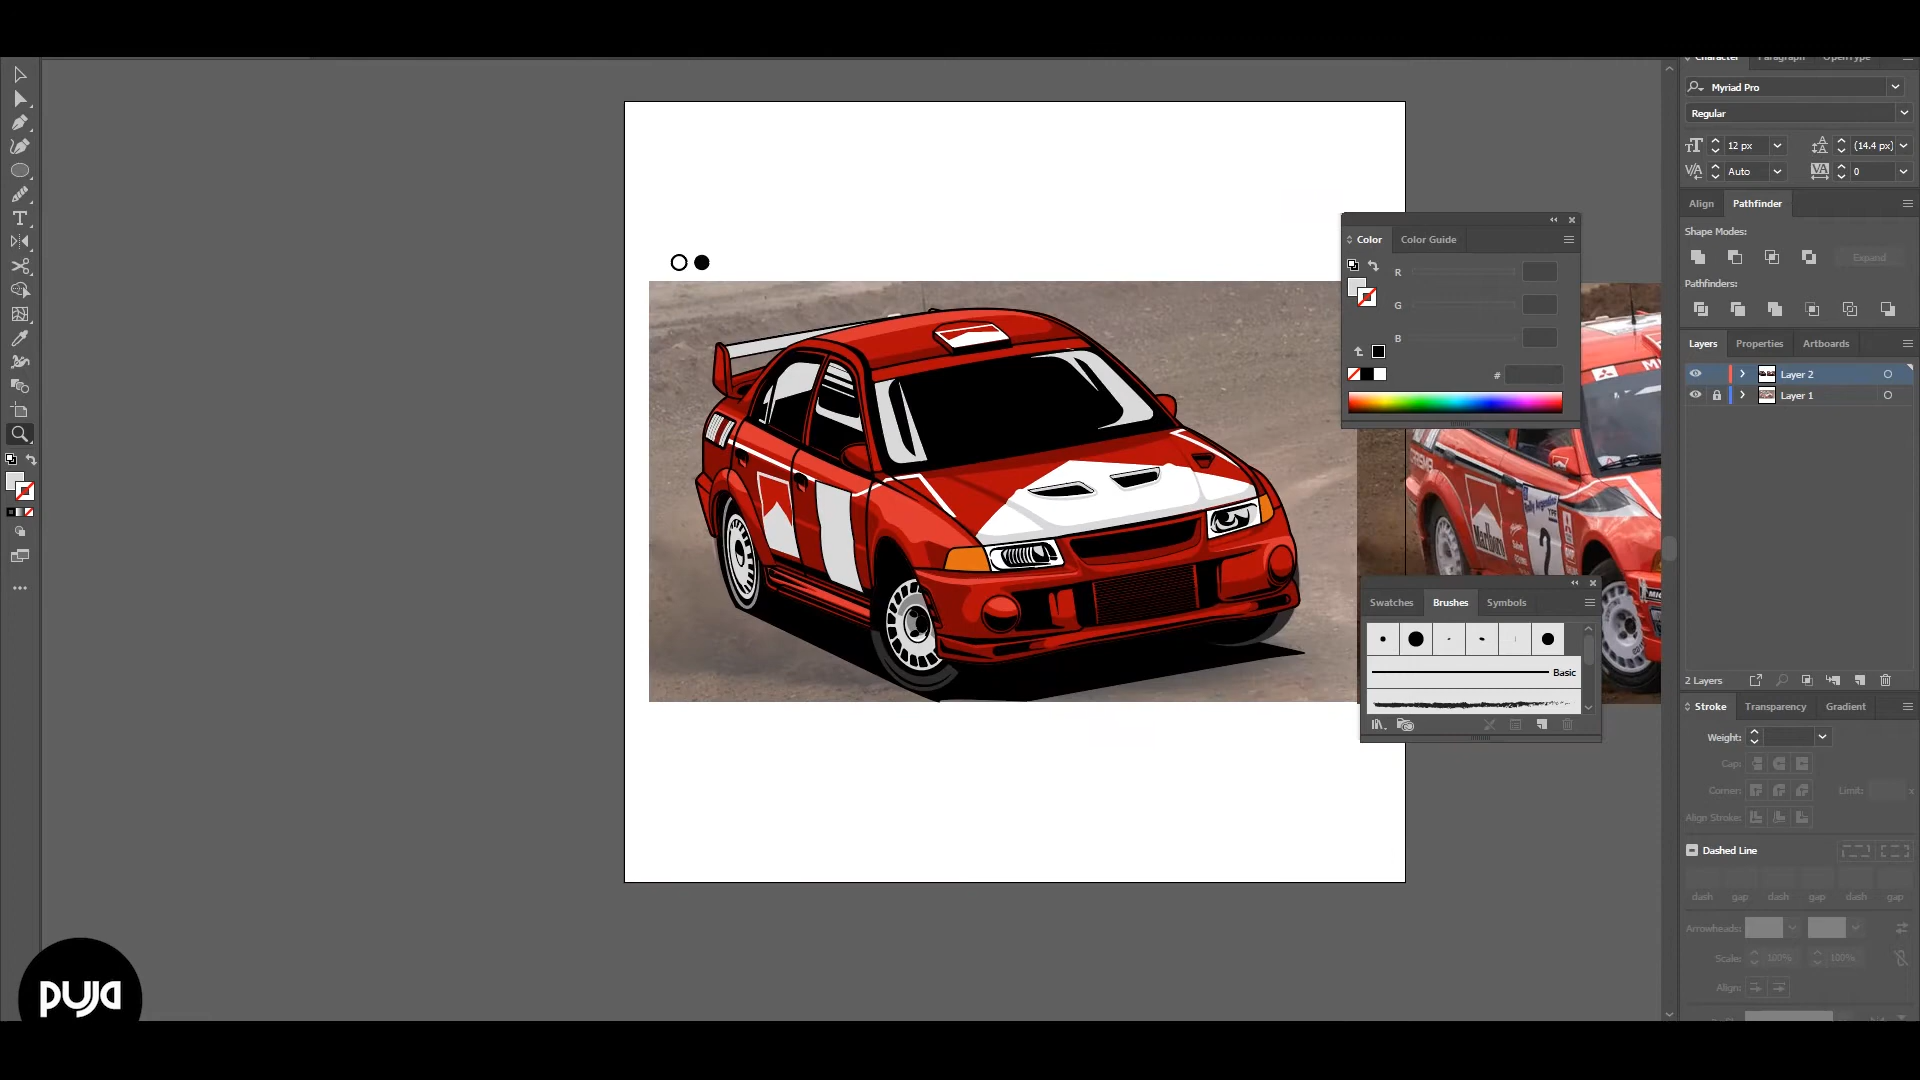 Character Paragraph OpenType
Myriad Pro
Regular
12 px (14.4 px)
Auto 0
Align Pathfinder
Shape Modes:
Expand
Pathfinders:
Color Color Guide
R
G
B
#
Layers Properties Artboards
Layer 2
Layer 1
Marlboro
2
Swatches Brushes Symbols
Basic
2 Layers
Stroke Transparency Gradient
Weight:
Cap:
Corner: Limit: x
Align Stroke:
Dashed Line
dash gap dash gap dash gap
Arrowheads:
Scale: 100% 100%
Align:
puja